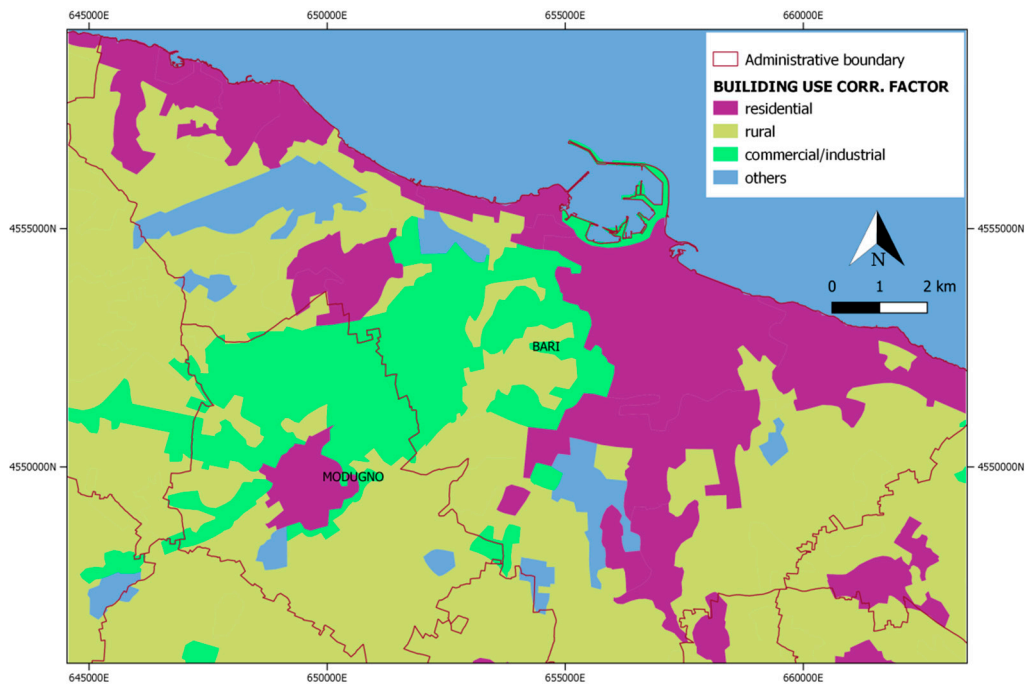 645000E 650000E 655000E 660000E
Administrative boundary
BUILIDING USE CORR. FACTOR
residential
rural
commercial/industrial
others
4555000N 4555000N
N
0 1 2 km
BARI
4550000N 4550000N
MODUGNO
645000E 650000E 655000E 660000E